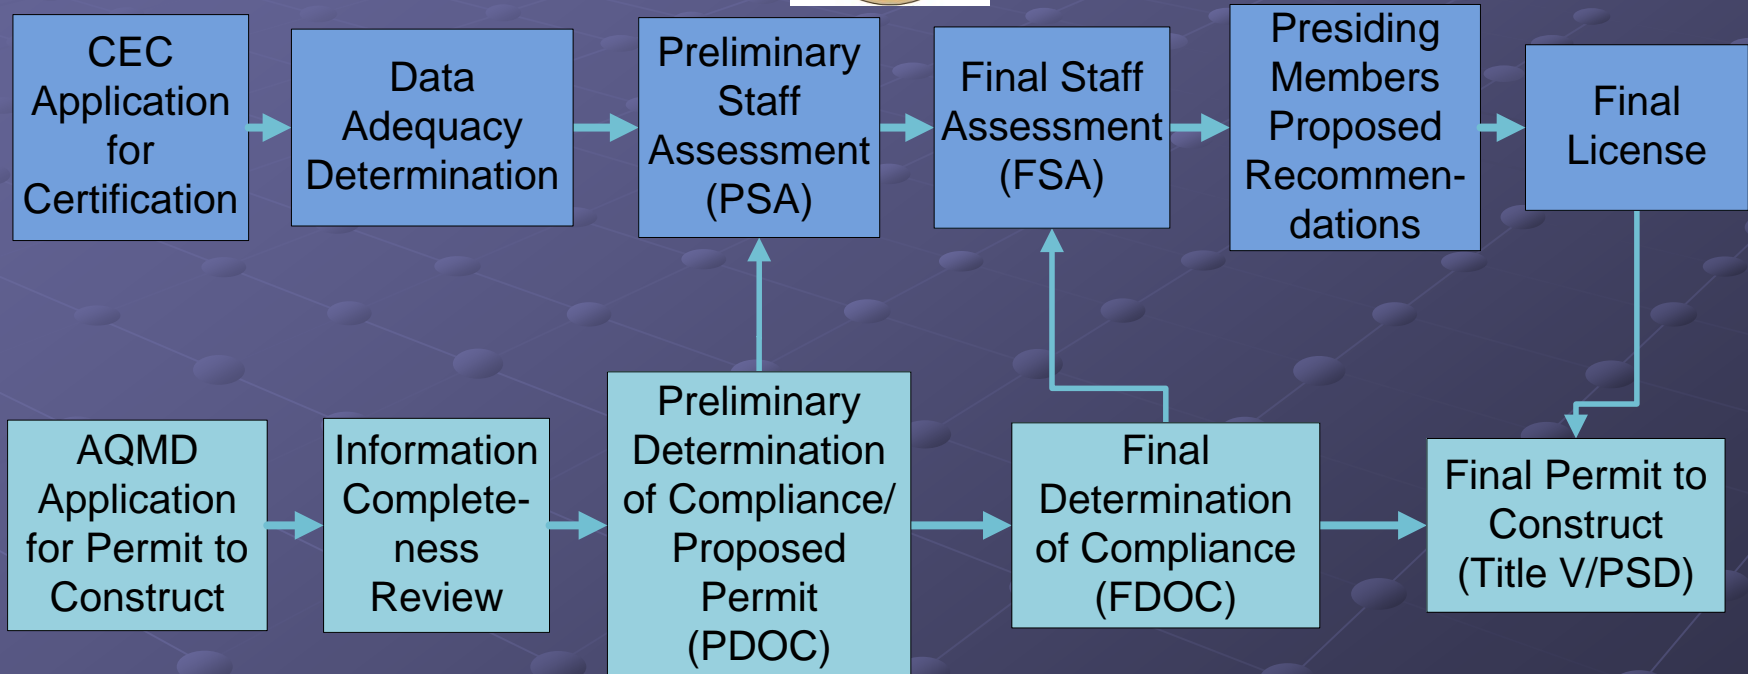 CEC
Application
for
Certification
Data
Adequacy
Determination
Preliminary
Staff
Assessment
(PSA)
Final Staff
Assessment
(FSA)
Presiding
Members
Proposed
Recommen-
dations
Final
License
AQMD
Application
for Permit to
Construct
Information
Complete-
ness
Review
Preliminary
Determination
of Compliance/
Proposed
Permit
(PDOC)
Final
Determination
of Compliance
(FDOC)
Final Permit to
Construct
(Title V/PSD)